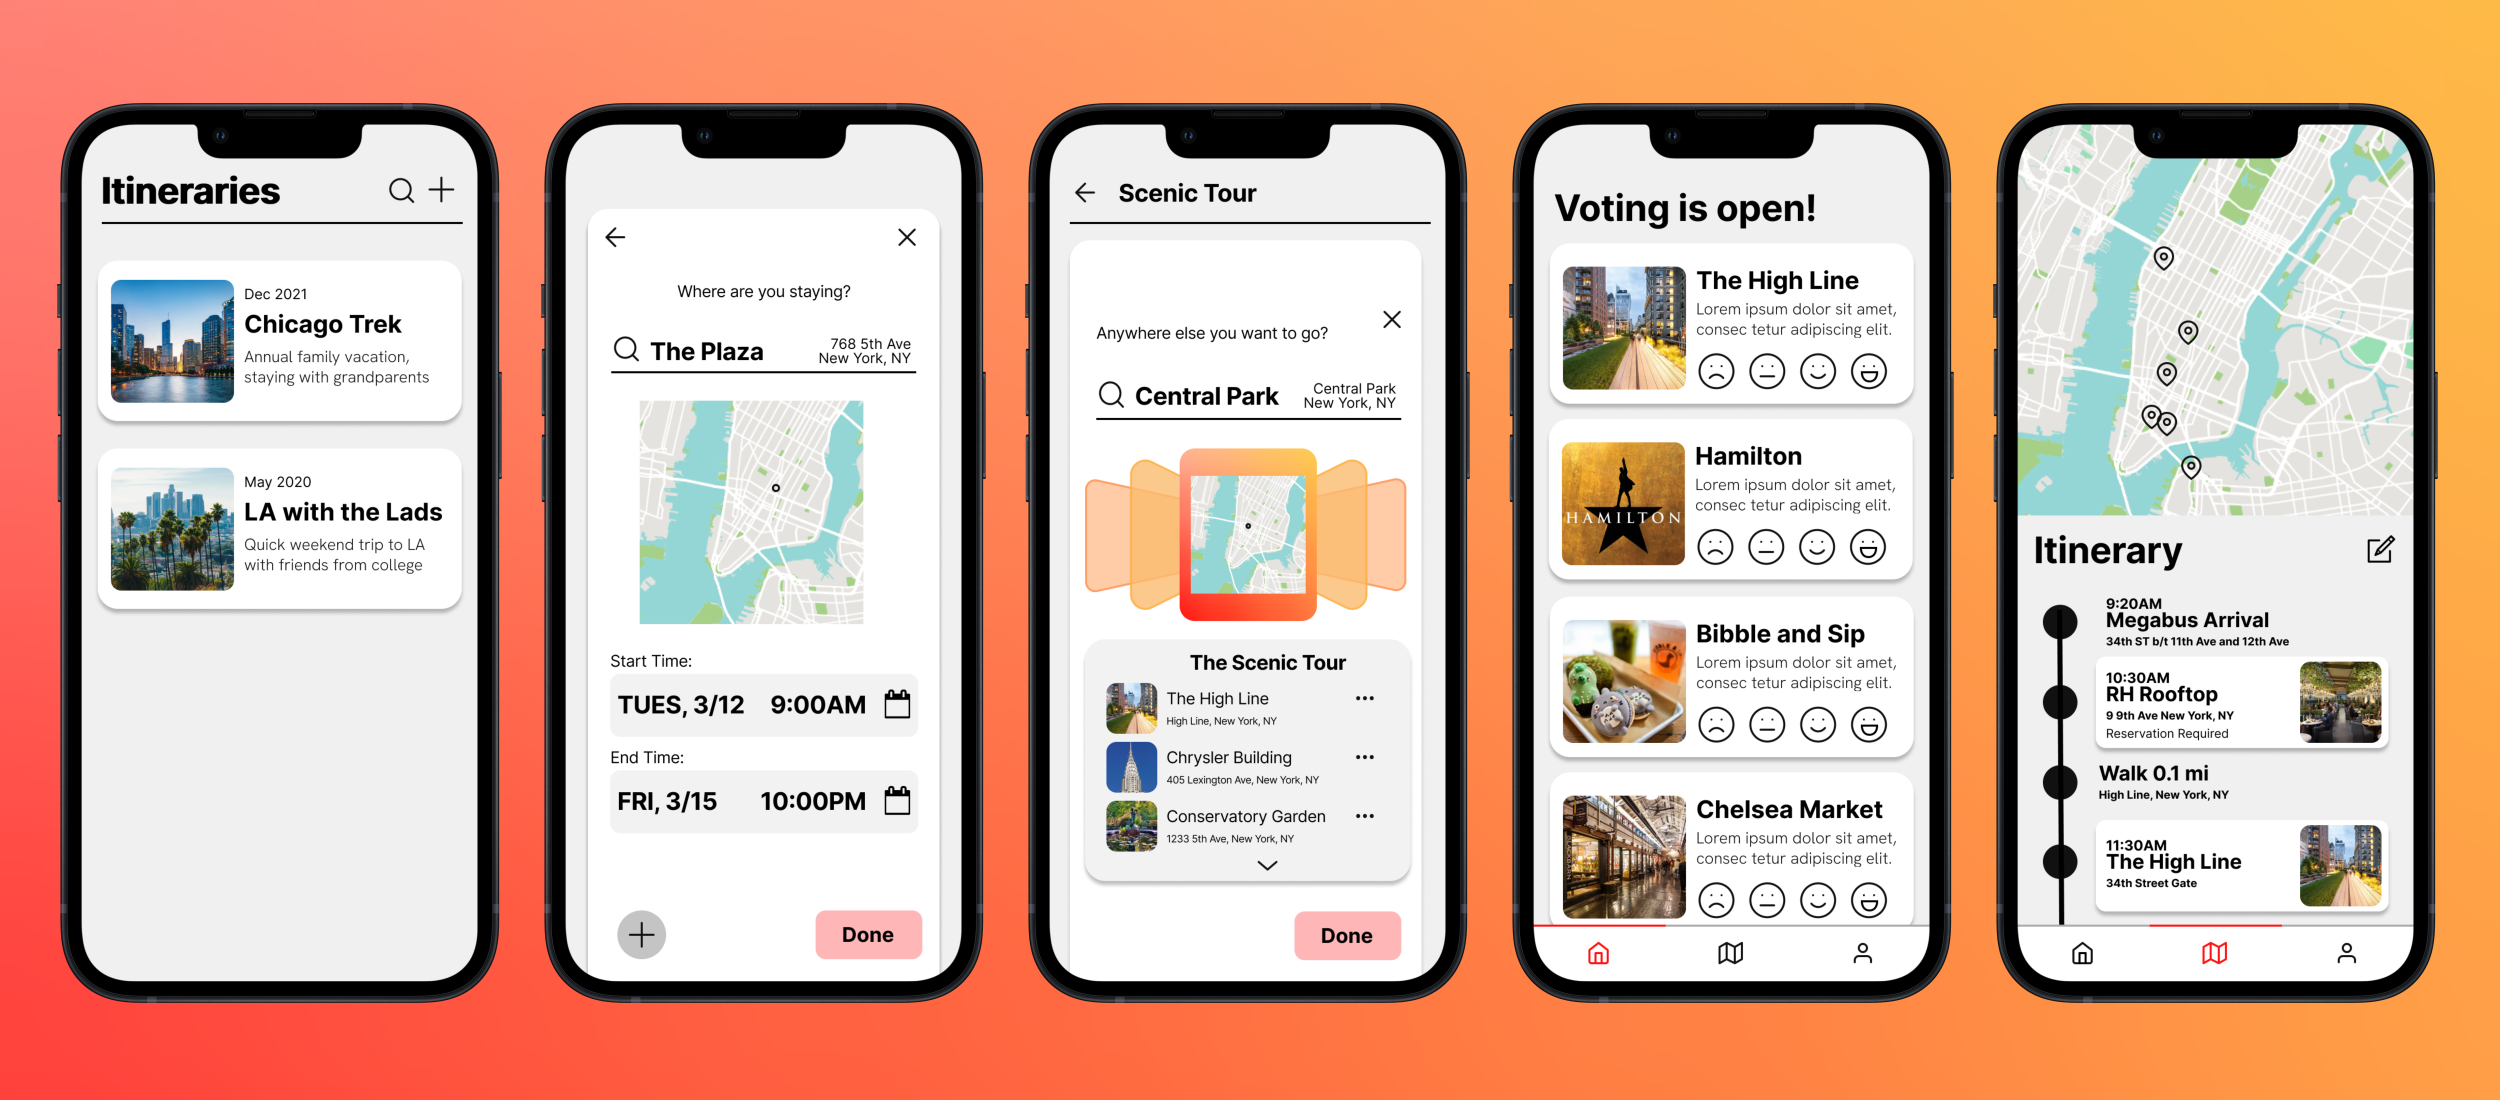 Itineraries
Dec 2021
Chicago Trek
Annual family vacation,
staying with grandparents
May 2020
LA with the Lads
Quick weekend trip to LA
with friends from college
Where are you staying?
The Plaza
768 5th Ave
New York, NY
Start Time:
TUES, 3/12 9:00AM
End Time:
FRI, 3/15 10:00PM
Done
Scenic Tour
Anywhere else you want to go?
Central Park
Central Park
New York, NY
The Scenic Tour
The High Line
High Line, New York, NY
Chrysler Building
405 Lexington Ave, New York, NY
Conservatory Garden
1233 5th Ave, New York, NY
Done
Voting is open!
The High Line
Lorem ipsum dolor sit amet,
consec tetur adipiscing elit.
HAMILTON
Hamilton
Lorem ipsum dolor sit amet,
consec tetur adipiscing elit.
Bibble and Sip
Lorem ipsum dolor sit amet,
consec tetur adipiscing elit.
Chelsea Market
Lorem ipsum dolor sit amet,
consec tetur adipiscing elit.
Itinerary
9:20AM
Megabus Arrival
34th ST b/t 11th Ave and 12th Ave
10:30AM
RH Rooftop
9 9th Ave New York, NY
Reservation Required
Walk 0.1 mi
High Line, New York, NY
11:30AM
The High Line
34th Street Gate